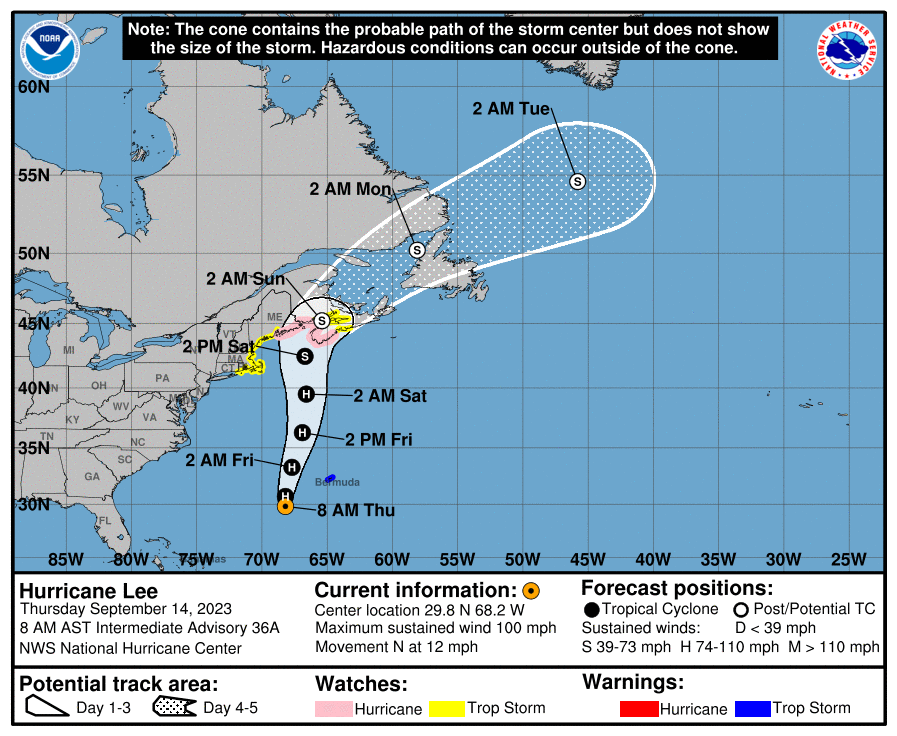 Note: The cone contains the probable path of the storm center but does not show
the size of the storm. Hazardous conditions can occur outside of the cone.
NOAA
NATIONAL WEATHER SERVICE
60N
2 AM Tue
55N
2 AM Mon
50N
2 AM Sun
ME
45N
VT
2 PM Sat
MI
MA
CT
PA
40N
OH
2 AM Sat
WV
KY
VA
2 PM Fri
TN
NC
35N
SC
2 AM Fri
GA
Bermuda
30N
8 AM Thu
FL
85W 80W 75W 70W 65W 60W 55W 50W 45W 40W 35W 30W 25W
S
S
S
S
H
H
H
H
Hurricane Lee
Thursday September 14, 2023
8 AM AST Intermediate Advisory 36A
NWS National Hurricane Center
Current information:
Center location 29.8 N 68.2 W
Maximum sustained wind 100 mph
Movement N at 12 mph
Forecast positions:
Tropical Cyclone Post/Potential TC
Sustained winds: D < 39 mph
S 39-73 mph H 74-110 mph M > 110 mph
Potential track area:
Day 1-3 Day 4-5
Watches:
Hurricane Trop Storm
Warnings:
Hurricane Trop Storm